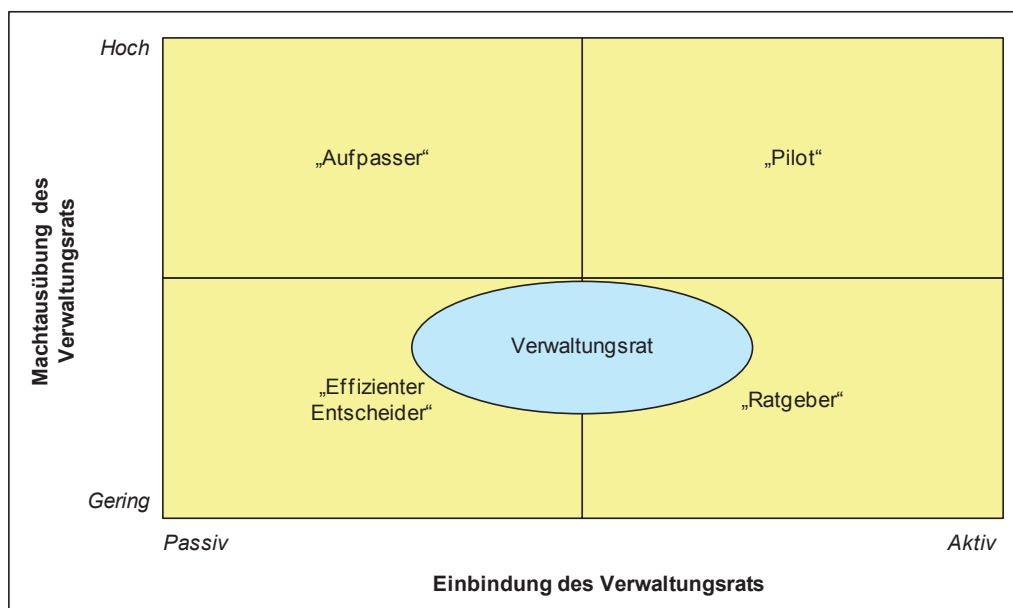 Hoch
„Aufpasser“
„Pilot“
Machtausübung des
Verwaltungsrats
Verwaltungsrat
„Effizienter
Entscheider“
„Ratgeber“
Gering
Passiv
Aktiv
Einbindung des Verwaltungsrats